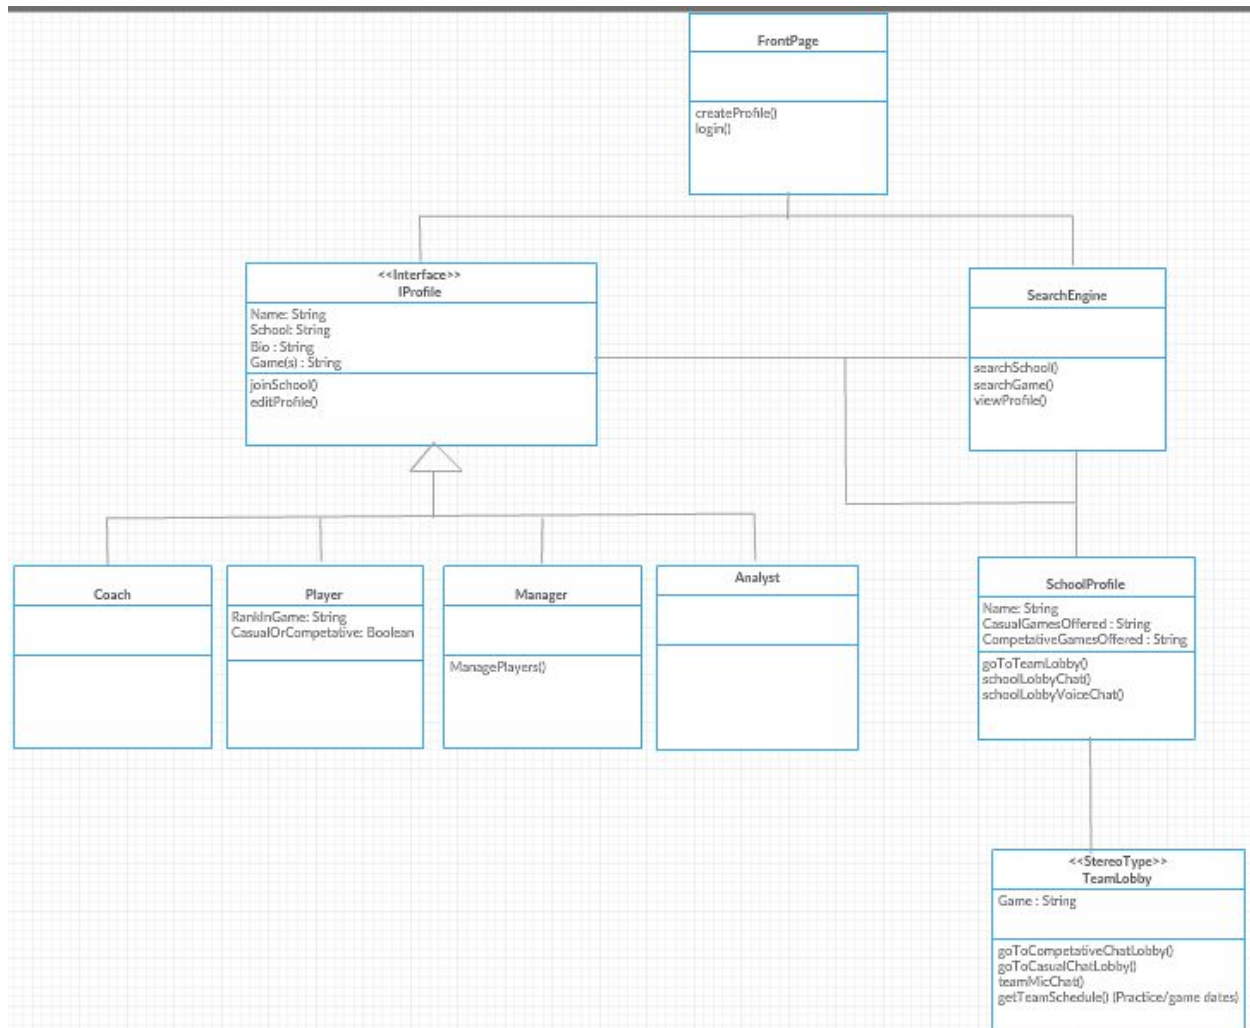 FrontPage
createProfile()
login()
<<Interface>>
IProfile
Name: String
School: String
Bio : String
Game(s) : String
joinSchool()
editProfile()
SearchEngine
searchSchool()
searchGame()
viewProfile()
Coach
Player
RankInGame: String
CasualOrCompetative: Boolean
Manager
ManagePlayers()
Analyst
SchoolProfile
Name: String
CasualGamesOffered : String
CompetativeGamesOffered : String
goToTeamLobby()
schoolLobbyChat()
schoolLobbyVoiceChat()
<<StereoType>>
TeamLobby
Game : String
goToCompetativeChatLobby()
goToCasualChatLobby()
teamMicChat()
getTeamSchedule() (Practice/game dates)